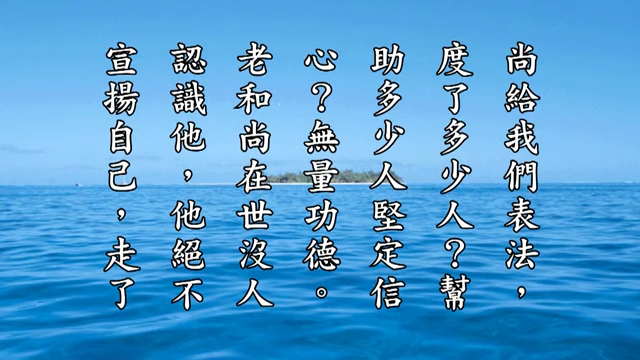 尚給我們表法，
度了多少人？幫
助多少人堅定信
心？無量功德。
老和尚在世沒人
認識他，他絕不
宣揚自己，走了